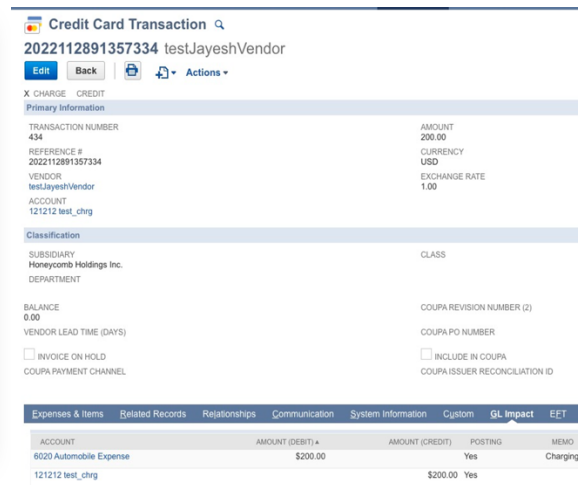 Credit Card Transaction
2022112891357334 testJayeshVendor
Edit Back Actions
X CHARGE CREDIT
Primary Information
TRANSACTION NUMBER
434
REFERENCE #
2022112891357334
VENDOR
testJayeshVendor
ACCOUNT
121212 test_chrg
AMOUNT
200.00
CURRENCY
USD
EXCHANGE RATE
1.00
Classification
SUBSIDIARY
Honeycomb Holdings Inc.
DEPARTMENT
CLASS
BALANCE
0.00
VENDOR LEAD TIME (DAYS)
INVOICE ON HOLD
COUPA PAYMENT CHANNEL
COUPA REVISION NUMBER (2)
COUPA PO NUMBER
INCLUDE IN COUPA
COUPA ISSUER RECONCILIATION ID
Expenses & Items Related Records Relationships Communication System Information Custom GL Impact EFT
ACCOUNT AMOUNT (DEBIT) ▲ AMOUNT (CREDIT) POSTING MEMO
6020 Automobile Expense $200.00 Yes Charging
121212 test_chrg $200.00 Yes